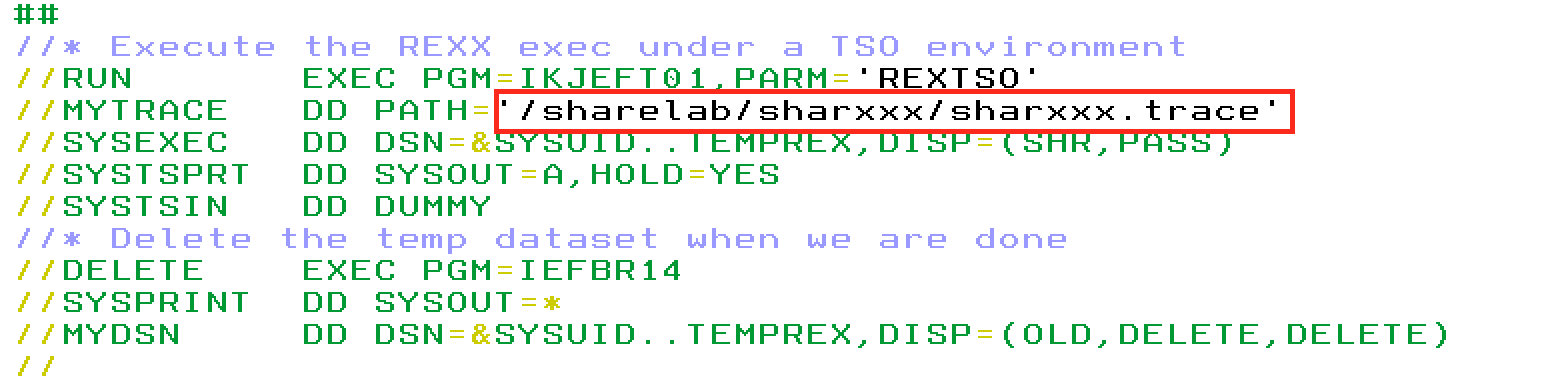 ##
//* Execute the REXX exec under a TSO environment
//RUN      EXEC PGM=IKJEFT01,PARM='REXTSO'
//MYTRACE  DD PATH='/sharelab/sharxxx/sharxxx.trace'
//SYSEXEC  DD DSN=&SYSUID..TEMPREX,DISP=(SHR,PASS)
//SYSTSPRT DD SYSOUT=A,HOLD=YES
//SYSTSIN  DD DUMMY
//* Delete the temp dataset when we are done
//DELETE   EXEC PGM=IEFBR14
//SYSPRINT DD SYSOUT=*
//MYDSN    DD DSN=&SYSUID..TEMPREX,DISP=(OLD,DELETE,DELETE)
//